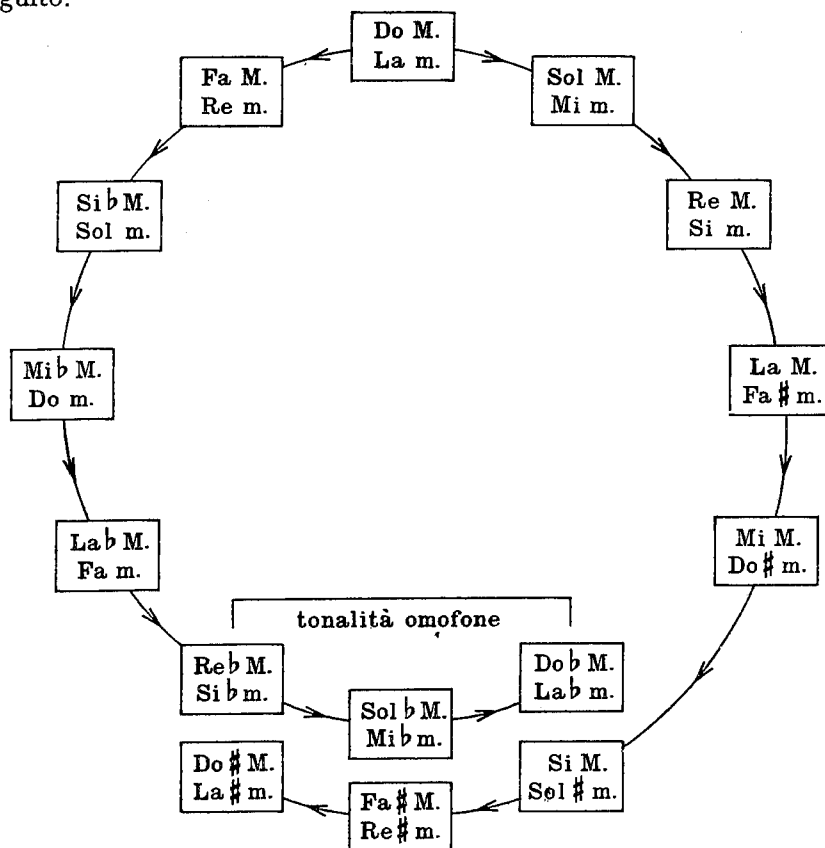 guito.
Do M.
La m.
Fa M.
Re m.
Sol M.
Mi m.
Si♭ M.
Sol m.
Re M.
Si m.
Mi♭ M.
Do m.
La M.
Fa♯ m.
La♭ M.
Fa m.
Mi M.
Do♯ m.
tonalità omofone
Re♭ M.
Si♭ m.
Sol♭ M.
Mi♭ m.
Do♭ M.
La♭ m.
Do♯ M.
La♯ m.
Fa♯ M.
Re♯ m.
Si M.
Sol♯ m.